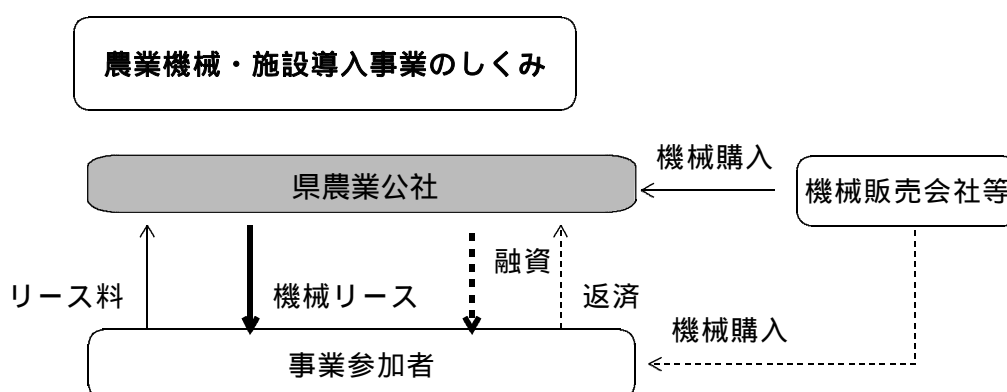 農業機械・施設導入事業のしくみ
機械購入
県農業公社
機械販売会社等
融資
リース料
機械リース
返済
機械購入
事業参加者